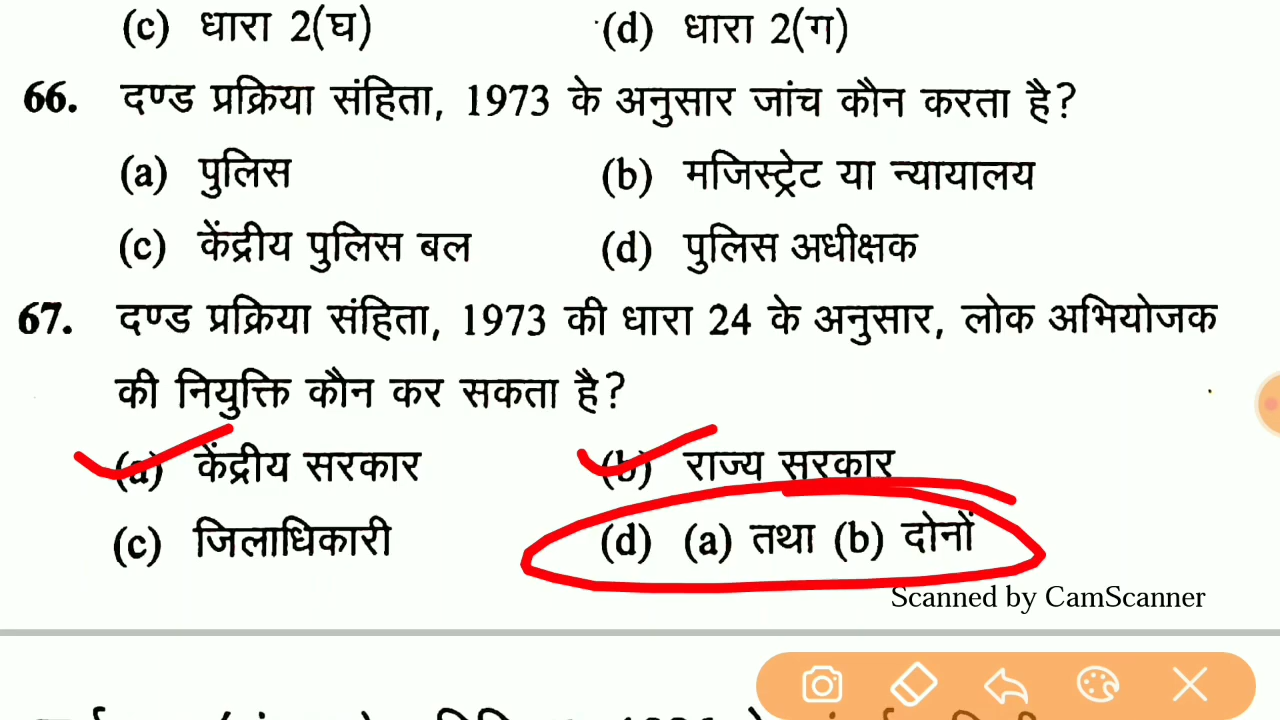 (c) धारा 2(घ) (d) धारा 2(ग)
66. दण्ड प्रक्रिया संहिता, 1973 के अनुसार जांच कौन करता है?
(a) पुलिस (b) मजिस्ट्रेट या न्यायालय
(c) केंद्रीय पुलिस बल (d) पुलिस अधीक्षक
67. दण्ड प्रक्रिया संहिता, 1973 की धारा 24 के अनुसार, लोक अभियोजक
की नियुक्ति कौन कर सकता है?
(a) केंद्रीय सरकार (b) राज्य सरकार
(c) जिलाधिकारी (d) (a) तथा (b) दोनों
Scanned by CamScanner